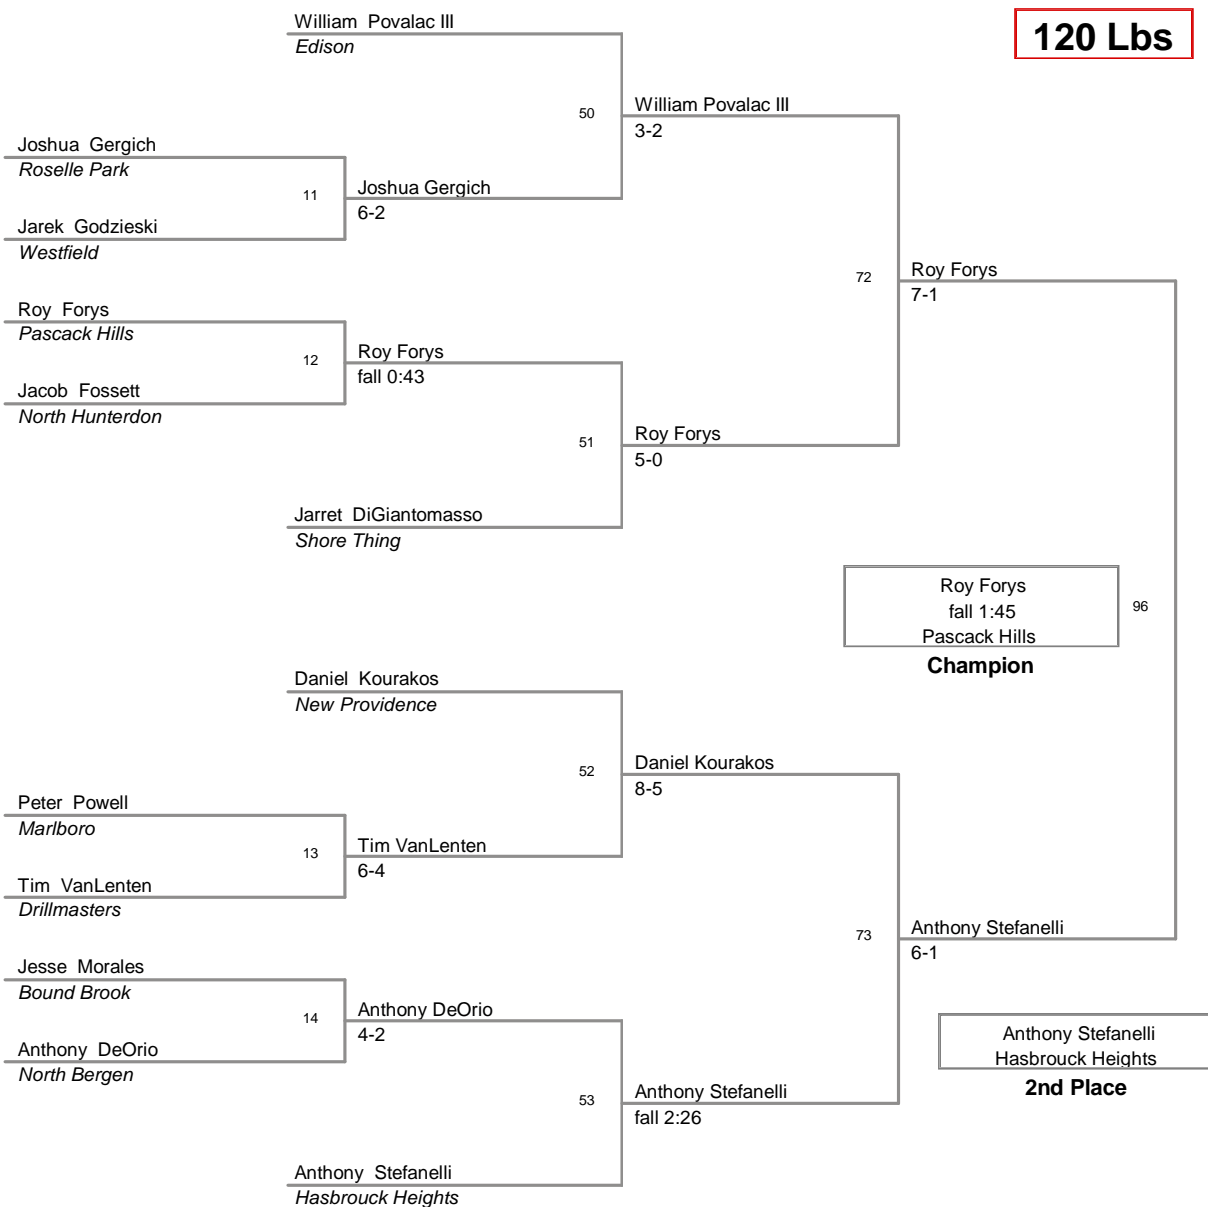 William Povalac III
Edison
120 Lbs
50
William Povalac III
3-2
Joshua Gergich
Roselle Park
11
Joshua Gergich
6-2
Jarek Godzieski
Westfield
72
Roy Forys
7-1
Roy Forys
Pascack Hills
12
Roy Forys
fall 0:43
Jacob Fossett
North Hunterdon
51
Roy Forys
5-0
Jarret DiGiantomasso
Shore Thing
Roy Forys
fall 1:45
Pascack Hills
96
Champion
Daniel Kourakos
New Providence
52
Daniel Kourakos
8-5
Peter Powell
Marlboro
13
Tim VanLenten
6-4
Tim VanLenten
Drillmasters
73
Anthony Stefanelli
6-1
Jesse Morales
Bound Brook
14
Anthony DeOrio
4-2
Anthony DeOrio
North Bergen
Anthony Stefanelli
Hasbrouck Heights
2nd Place
53
Anthony Stefanelli
fall 2:26
Anthony Stefanelli
Hasbrouck Heights